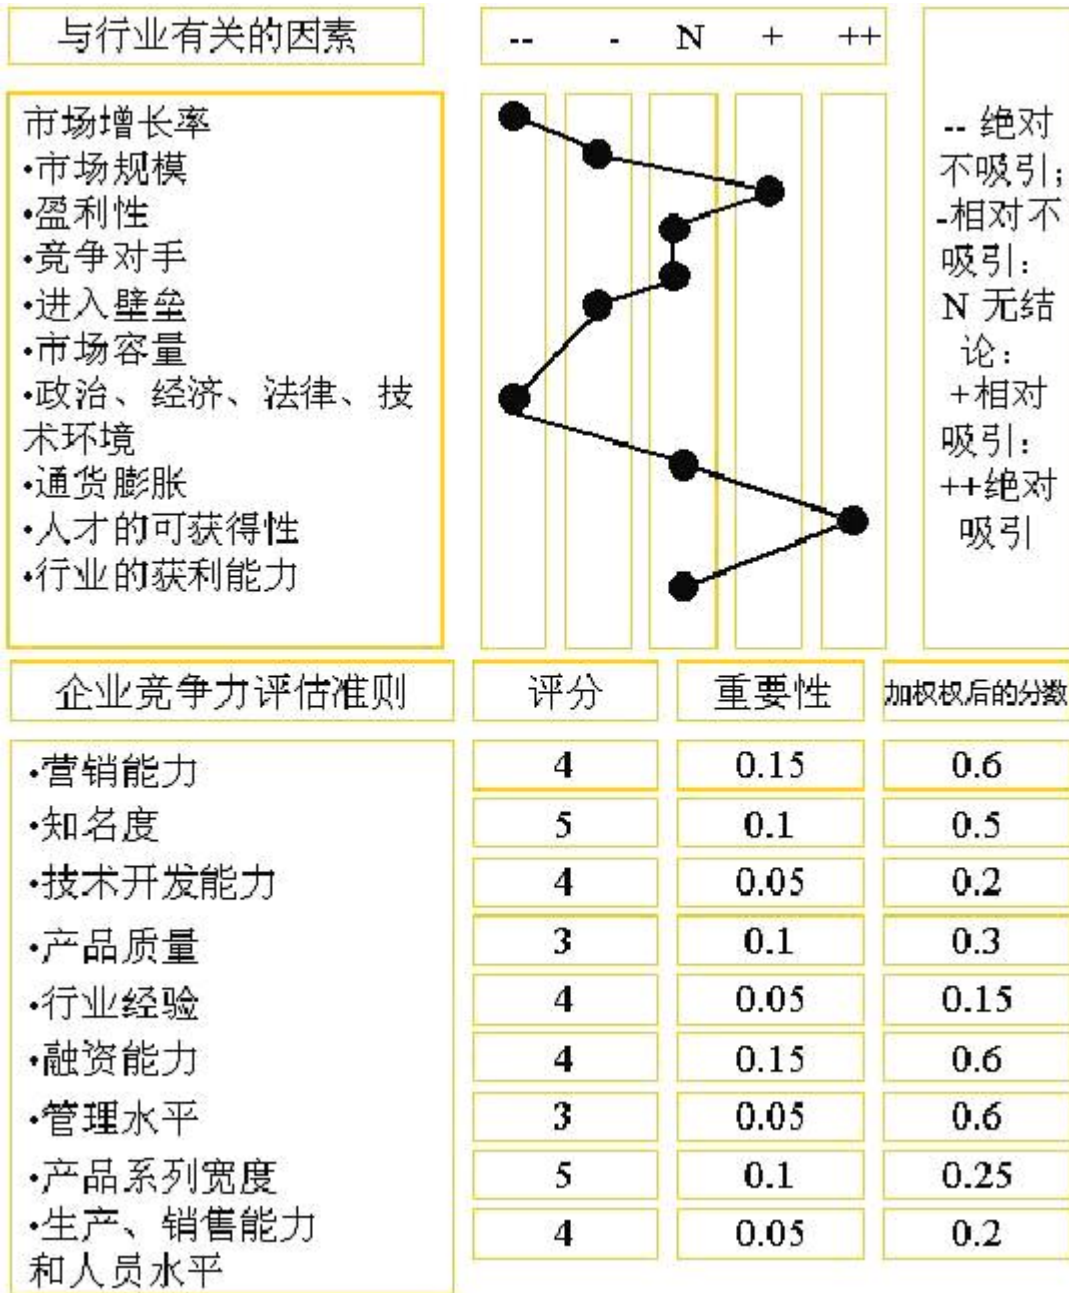 与行业有关的因素
-- - N + ++
市场增长率
•市场规模
•盈利性
•竞争对手
•进入壁垒
•市场容量
•政治、经济、法律、技
术环境
•通货膨胀
•人才的可获得性
•行业的获利能力
-- 绝对
不吸引;
-相对不
吸引:
N 无结
论:
+相对
吸引:
++绝对
吸引
企业竞争力评估准则 评分 重要性 加权权后的分数
•营销能力 4 0.15 0.6
•知名度 5 0.1 0.5
•技术开发能力 4 0.05 0.2
•产品质量 3 0.1 0.3
•行业经验 4 0.05 0.15
•融资能力 4 0.15 0.6
•管理水平 3 0.05 0.6
•产品系列宽度 5 0.1 0.25
•生产、销售能力 4 0.05 0.2
和人员水平